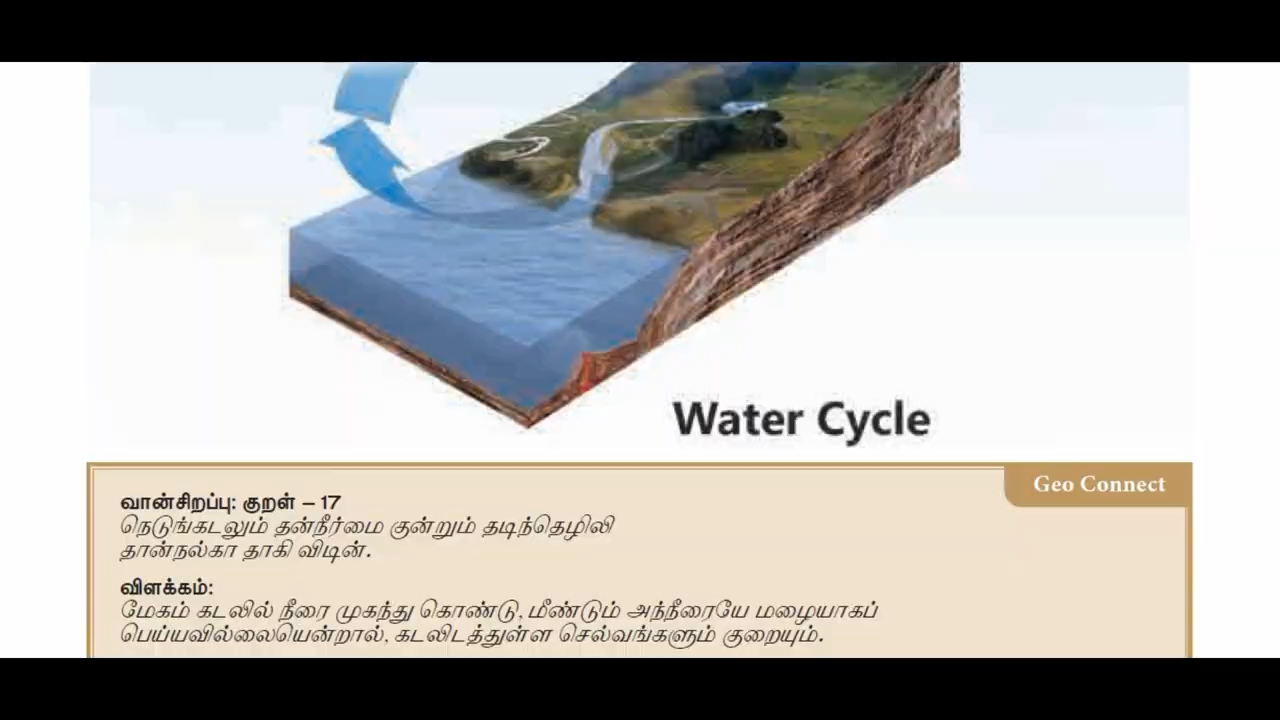 Water Cycle
Geo Connect
வான்சிறப்பு: குறள் – 17
நெடுங்கடலும் தன்நீர்மை குன்றும் தடிந்தெழிலி
தான்நல்கா தாகி விடின்.
விளக்கம்:
மேகம் கடலில் நீரை முகந்து கொண்டு, மீண்டும் அந்நீரையே மழையாகப்
பெய்யவில்லையென்றால், கடலிடத்துள்ள செல்வங்களும் குறையும்.